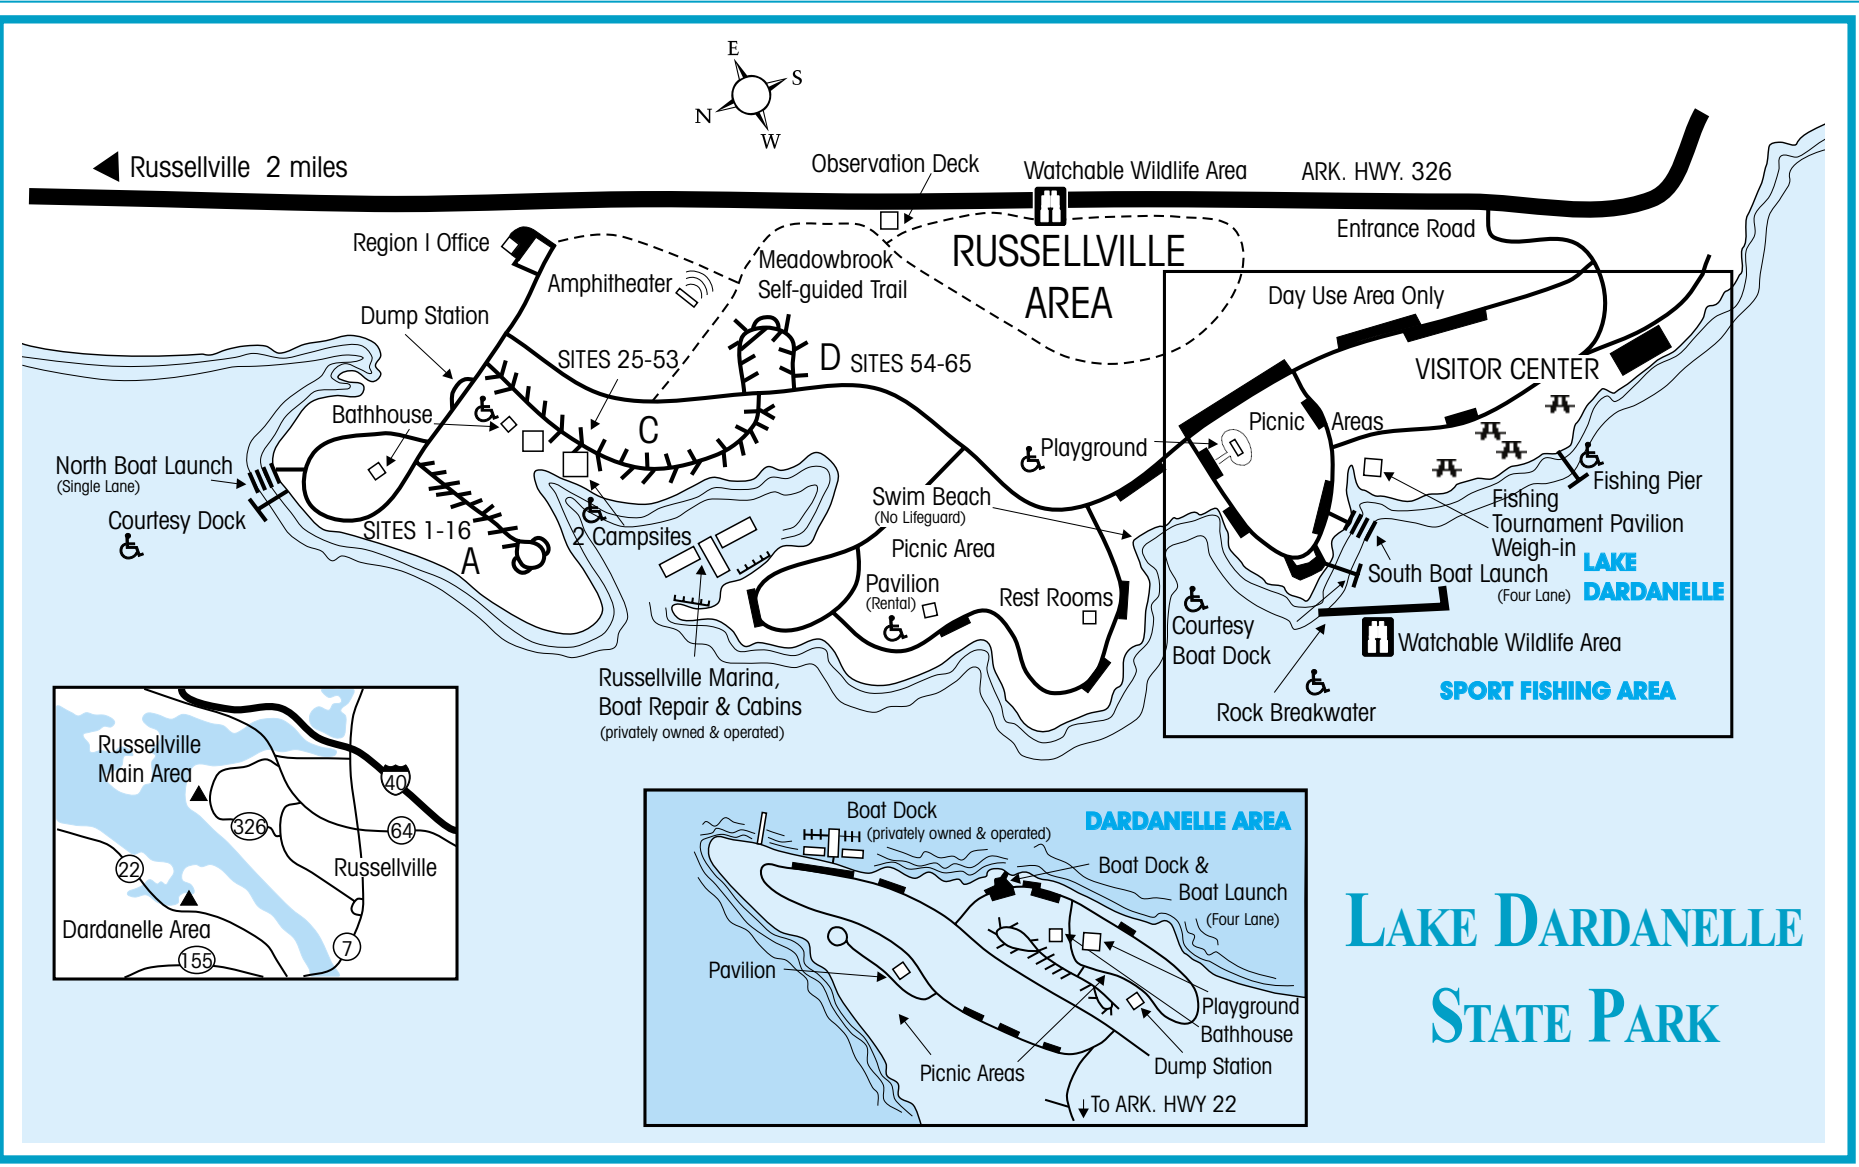 E
S
N
W
Russellville 2 miles
Observation Deck
Watchable Wildlife Area
ARK. HWY. 326
Entrance Road
Region I Office
RUSSELLVILLE
AREA
Meadowbrook
Self-guided Trail
Amphitheater
Day Use Area Only
Dump Station
SITES 25-53
D SITES 54-65
VISITOR CENTER
Bathhouse
C
Picnic Areas
Playground
North Boat Launch
(Single Lane)
Courtesy Dock
SITES 1-16
A
2 Campsites
Swim Beach
(No Lifeguard)
Picnic Area
Pavilion
(Rental)
Rest Rooms
Fishing Pier
Fishing
Tournament Pavilion
Weigh-in
LAKE
DARDANELLE
South Boat Launch
(Four Lane)
Courtesy
Boat Dock
Watchable Wildlife Area
SPORT FISHING AREA
Rock Breakwater
Russellville Marina,
Boat Repair & Cabins
(privately owned & operated)
Russellville
Main Area
40
326
64
22
Russellville
Dardanelle Area
155
7
Boat Dock
(privately owned & operated)
DARDANELLE AREA
Boat Dock &
Boat Launch
(Four Lane)
Pavilion
Playground
Bathhouse
Dump Station
Picnic Areas
To ARK. HWY 22
LAKE DARDANELLE
STATE PARK